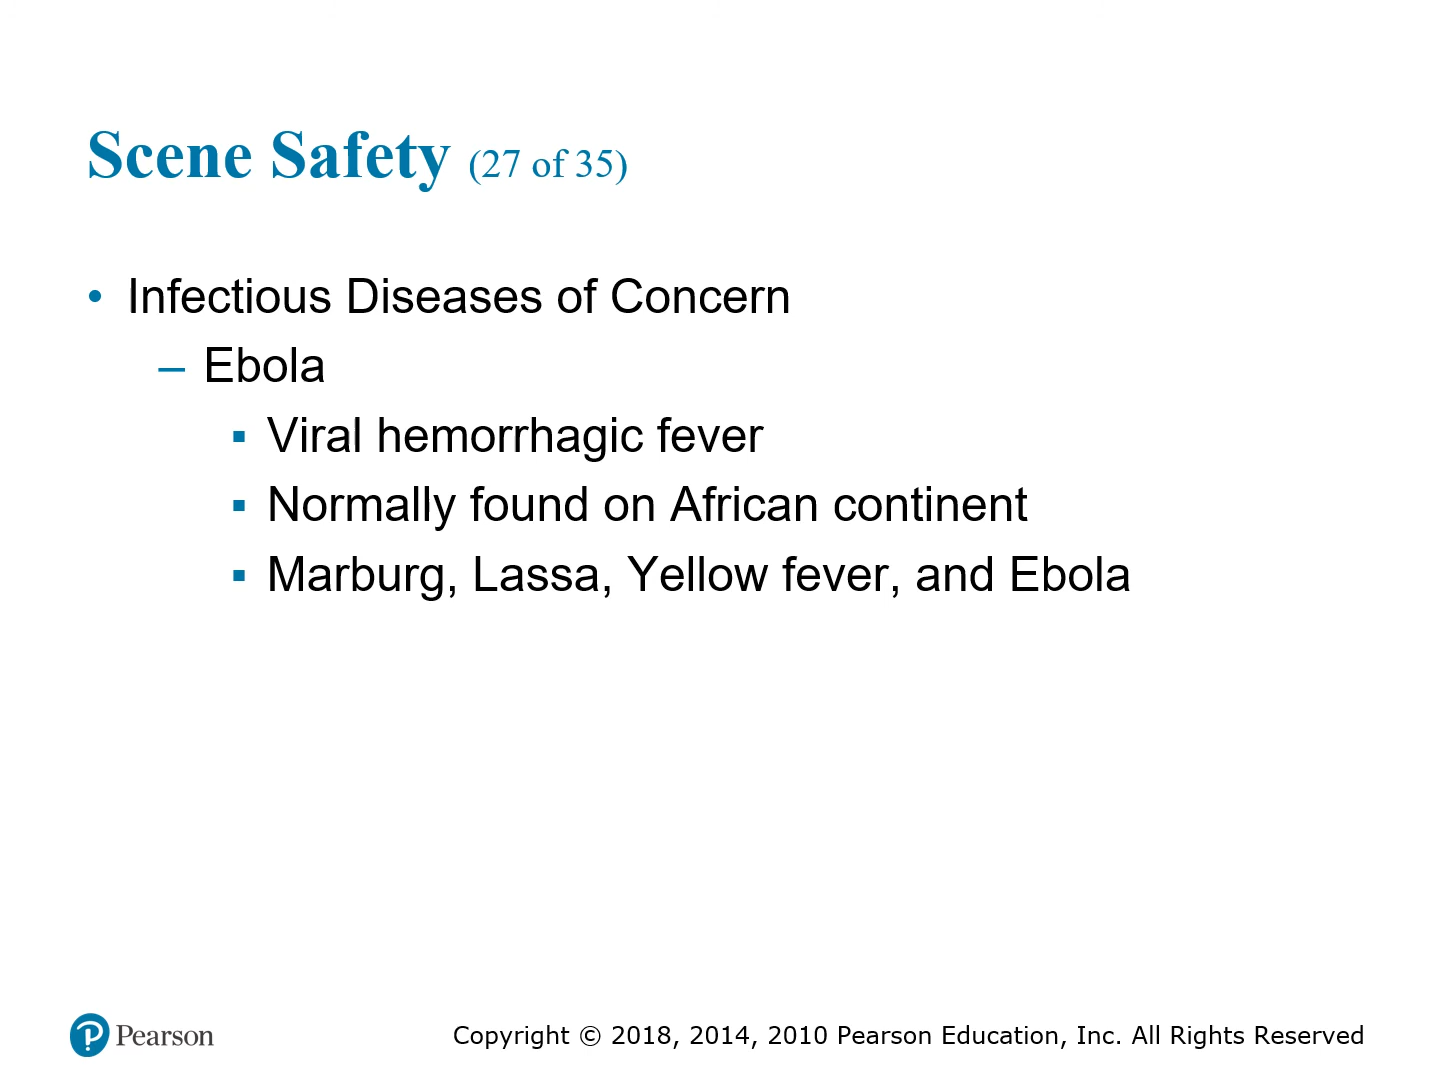 Scene Safety (27 of 35)
• Infectious Diseases of Concern
– Ebola
▪ Viral hemorrhagic fever
▪ Normally found on African continent
▪ Marburg, Lassa, Yellow fever, and Ebola
Pearson
Copyright © 2018, 2014, 2010 Pearson Education, Inc. All Rights Reserved